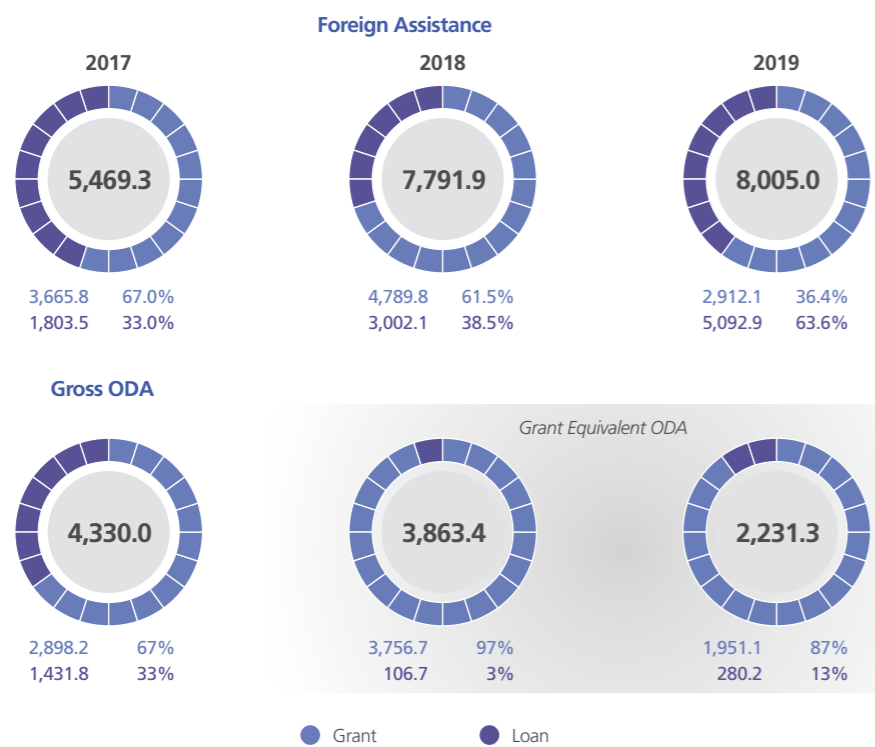 Foreign Assistance
2017 2018 2019
5,469.3 7,791.9 8,005.0
3,665.8 67.0% 4,789.8 61.5% 2,912.1 36.4%
1,803.5 33.0% 3,002.1 38.5% 5,092.9 63.6%
Gross ODA
Grant Equivalent ODA
4,330.0 3,863.4 2,231.3
2,898.2 67% 3,756.7 97% 1,951.1 87%
1,431.8 33% 106.7 3% 280.2 13%
Grant Loan